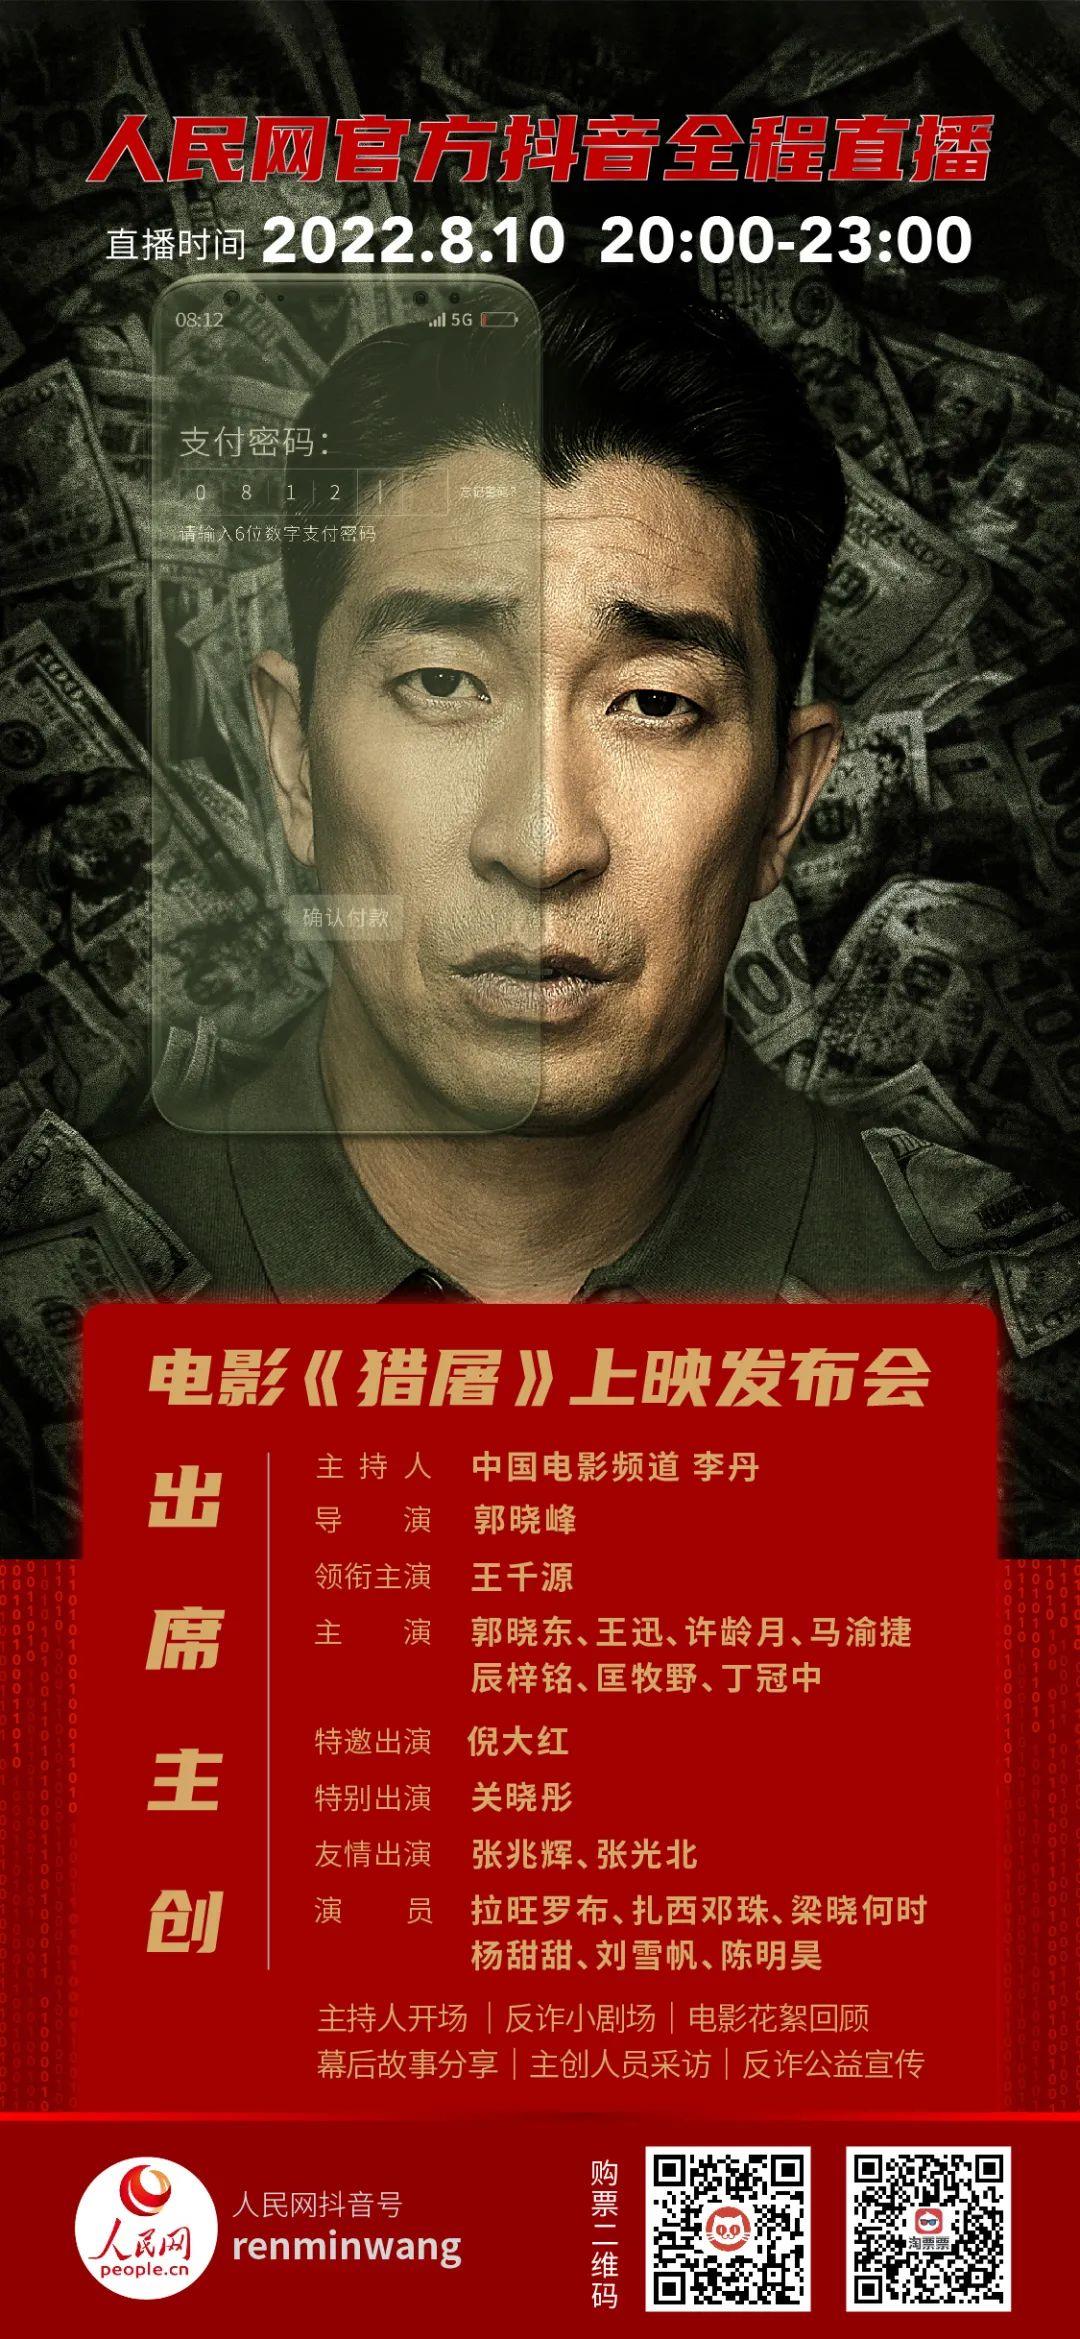 人民网官方抖音全程直播
直播时间 2022.8.10 20:00-23:00
08:12 5G
支付密码：
0 8 1 2 忘记密码?
请输入6位数字支付密码
确认付款
电影《猎屠》上映发布会
出席主创
主持人 中国电影频道 李丹
导演 郭晓峰
领衔主演 王千源
主演 郭晓东、王迅、许龄月、马渝捷
辰梓铭、匡牧野、丁冠中
特邀出演 倪大红
特别出演 关晓彤
友情出演 张兆辉、张光北
演员 拉旺罗布、扎西邓珠、梁晓何时
杨甜甜、刘雪帆、陈明昊
主持人开场｜反诈小剧场｜电影花絮回顾
幕后故事分享｜主创人员采访｜反诈公益宣传
人民网
people.cn
人民网抖音号
renminwang
购票二维码
淘票票